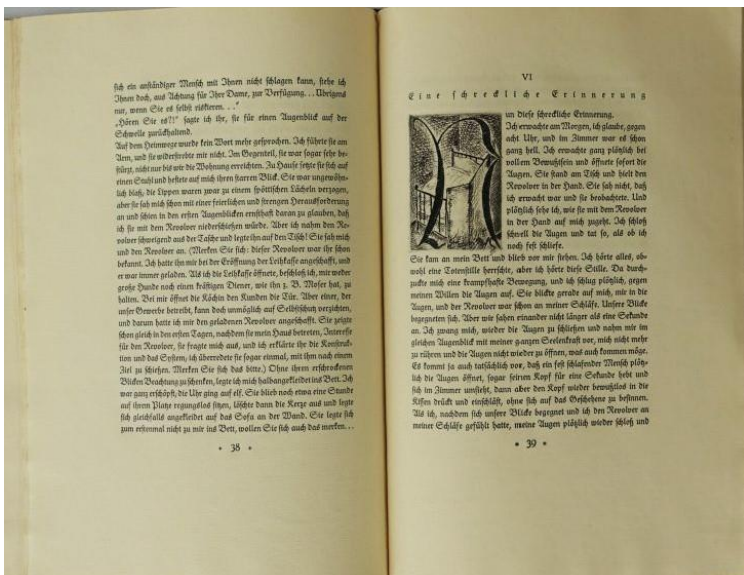 sich ein anständiger Mensch mit Ihnen nicht schlagen kann, stehe ich
Ihnen doch, aus Achtung für Ihre Dame, zur Verfügung... Übrigens
nur, wenn Sie es selbst riskieren. . ."
„Hören Sie es?!" sagte ich ihr, sie für einen Augenblick auf der
Schwelle zurückhaltend.
Auf dem Heimwege wurde kein Wort mehr gesprochen. Ich führte sie am
Arm, und sie widerstrebte mir nicht. Im Gegenteil, sie war sogar sehr be-
stürzt, nicht nur bis wir die Wohnung erreichten. Zu Hause setzte sie sich auf
einen Stuhl und heftete auf mich ihren starren Blick. Sie war ungewöhn-
lich blaß, die Lippen waren zwar zu einem spöttischen Lächeln verzogen,
aber sie sah mich schon mit einer feierlichen und strengen Herausforderung
an und schien in den ersten Augenblicken ernsthaft daran zu glauben, daß
ich sie mit dem Revolver niederschießen würde. Aber ich nahm den Re-
volver schweigend aus der Tasche und legte ihn auf den Tisch! Sie sah mich
und den Revolver an. (Merken Sie sich: dieser Revolver war ihr schon
bekannt. Ich hatte ihn mir bei der Eröffnung der Leihkasse angeschafft, und
er war immer geladen. Als ich die Leihkasse öffnete, beschloß ich, mir weder
große Hunde noch einen kräftigen Diener, wie ihn z. B. Moser hat, zu
halten. Bei mir öffnet die Köchin den Kunden die Tür. Aber einer, der
unser Gewerbe betreibt, kann doch unmöglich auf Selbstschutz verzichten,
und darum hatte ich mir den geladenen Revolver angeschafft. Sie zeigte
schon gleich in den ersten Tagen, nachdem sie mein Haus betreten, Interesse
für den Revolver, sie fragte mich aus, und ich erklärte ihr die Konstruk-
tion und das System, ich überredete sie sogar einmal, mit ihm nach einem
Ziel zu schießen. Merken Sie sich das bitte.) Ohne ihrem erschrockenen
Blicken Beachtung zu schenken, legte ich mich halbangekleidet ins Bett. Ich
war ganz erschöpft, die Uhr ging auf elf. Sie blieb noch etwa eine Stunde
auf ihrem Platze regungslos sitzen, löschte dann die Kerze aus und legte
sich gleichfalls angekleidet auf das Sofa an der Wand. Sie legte sich
zum erstenmal nicht zu mir ins Bett, wollen Sie sich auch das merken...
• 38 •
VI
Eine schreckliche Erinnerung
un diese schreckliche Erinnerung.
Ich erwachte am Morgen, ich glaube, gegen
acht Uhr, und im Zimmer war es schon
ganz hell. Ich erwachte ganz plötzlich bei
vollem Bewußtsein und öffnete sofort die
Augen. Sie stand am Tisch und hielt den
Revolver in der Hand. Sie sah nicht, daß
ich erwacht war und sie beobachtete. Und
plötzlich sehe ich, wie sie mit dem Revolver
in der Hand auf mich zugeht. Ich schloß
schnell die Augen und tat so, als ob ich
noch fest schliefe.
Sie kam an mein Bett und blieb vor mir stehen. Ich hörte alles, ob-
wohl eine Totenstille herrschte, aber ich hörte diese Stille. Da durch-
zuckte mich eine krampfhafte Bewegung, und ich schlug plötzlich, gegen
meinen Willen die Augen auf. Sie blickte gerade auf mich, mir in die
Augen, und der Revolver war schon an meiner Schläfe. Unsere Blicke
begegneten sich. Aber wir sahen einander nicht länger als eine Sekunde
an. Ich zwang mich, wieder die Augen zu schließen und nahm mir im
gleichen Augenblick mit meiner ganzen Seelenkraft vor, mich nicht mehr
zu rühren und die Augen nicht wieder zu öffnen, was auch kommen möge.
Es kommt ja auch tatsächlich vor, daß ein fest schlafender Mensch plötz-
lich die Augen öffnet, sogar seinen Kopf für eine Sekunde hebt und
sich im Zimmer umsieht, dann aber den Kopf wieder bewußtlos in die
Kissen drückt und einschläft, ohne sich auf das Geschehene zu besinnen.
Als ich, nachdem sich unsere Blicke begegnet und ich den Revolver an
meiner Schläfe gefühlt hatte, meine Augen plötzlich wieder schloß und
• 39 •